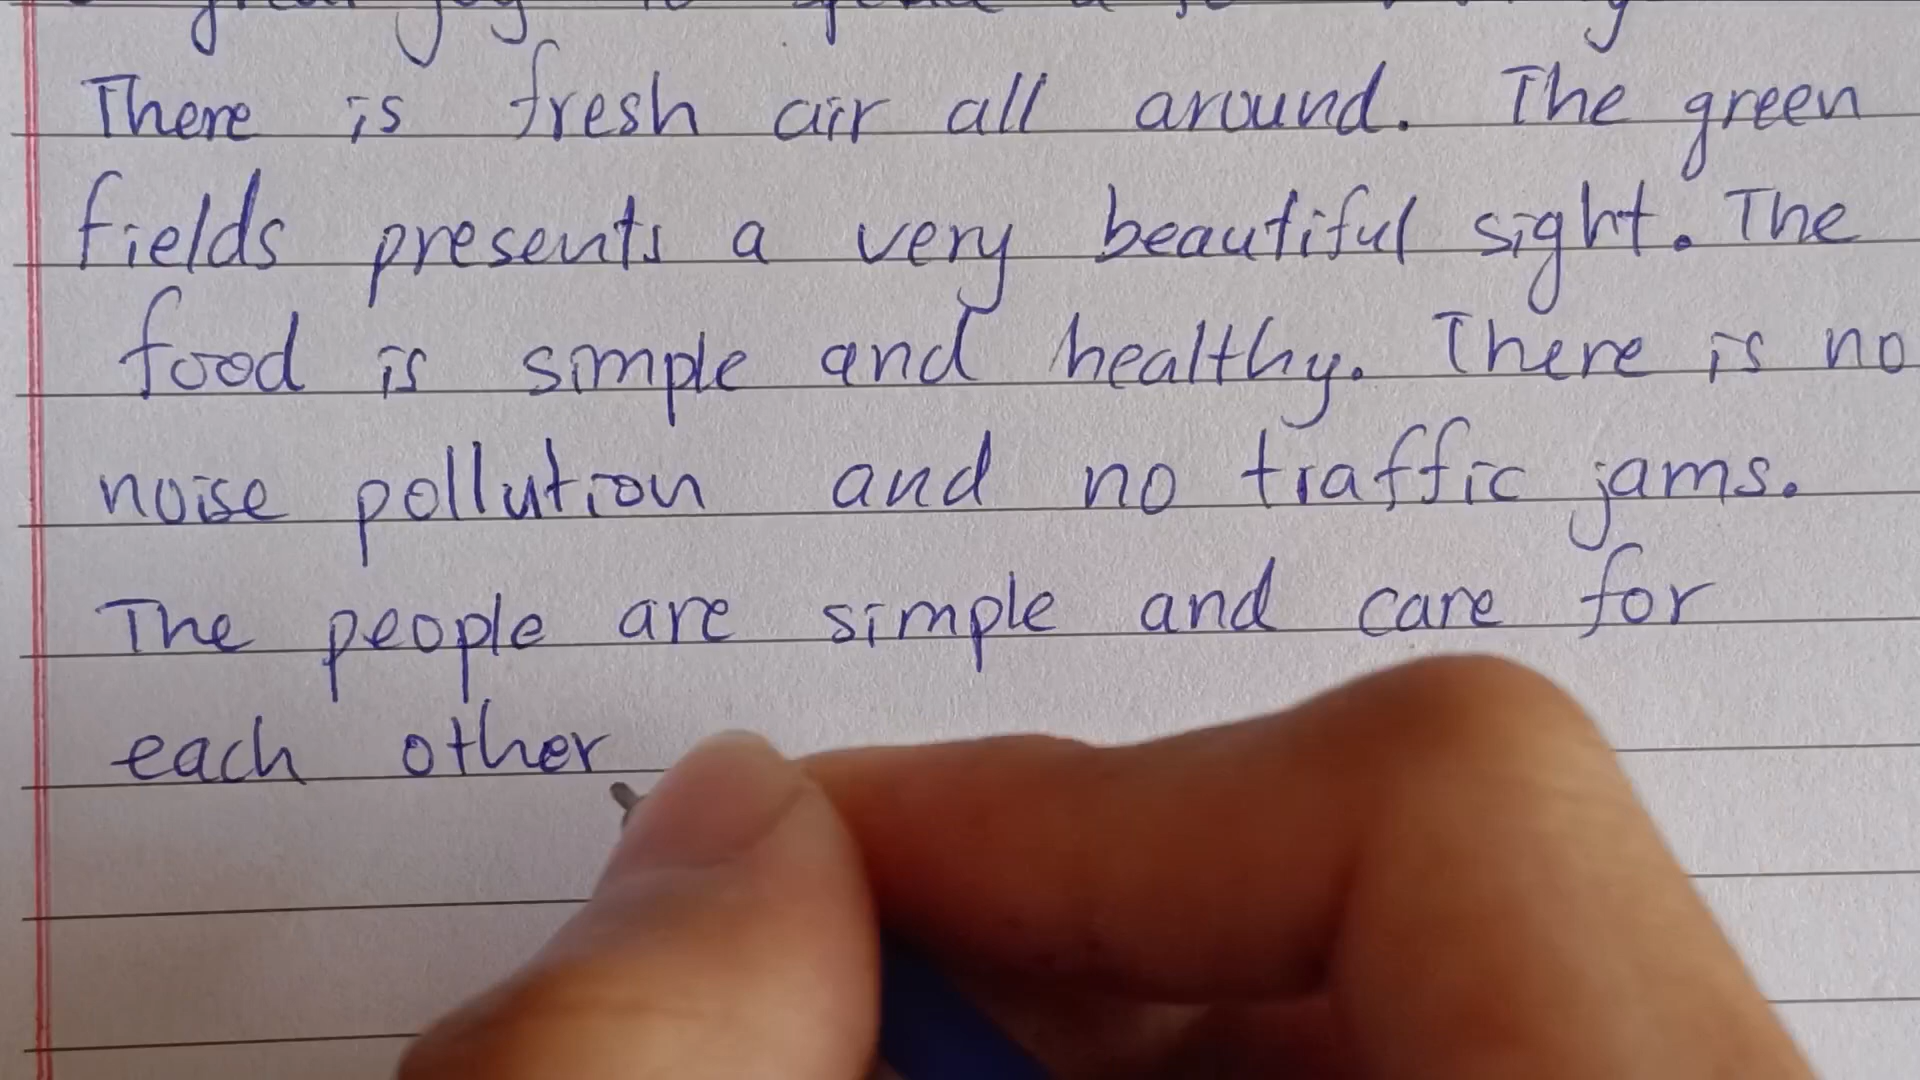 There is fresh air all around. The green
fields presents a very beautiful sight. The
food is simple and healthy. There is no
noise pollution and no traffic jams.
The people are simple and care for
each other